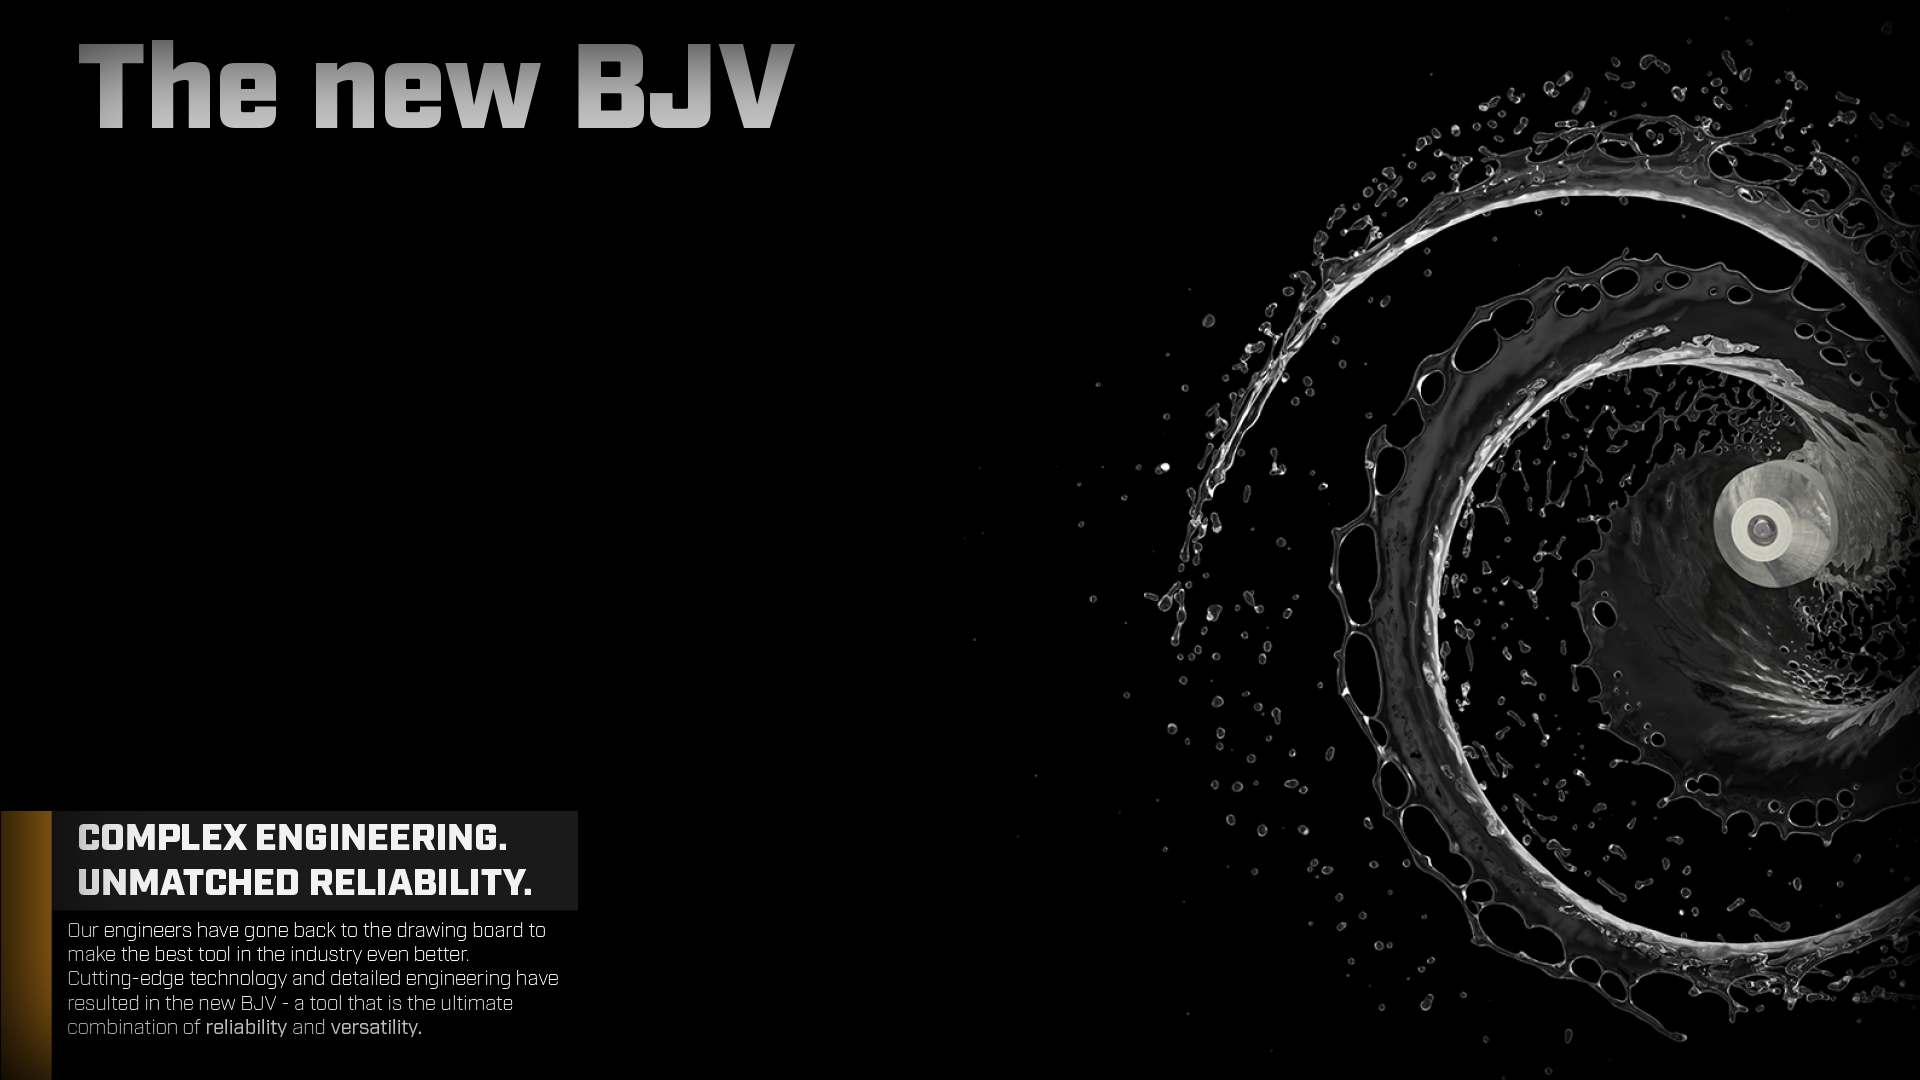 The new BJV
COMPLEX ENGINEERING.
UNMATCHED RELIABILITY.
Our engineers have gone back to the drawing board to
make the best tool in the industry even better.
Cutting-edge technology and detailed engineering have
resulted in the new BJV - a tool that is the ultimate
combination of reliability and versatility.